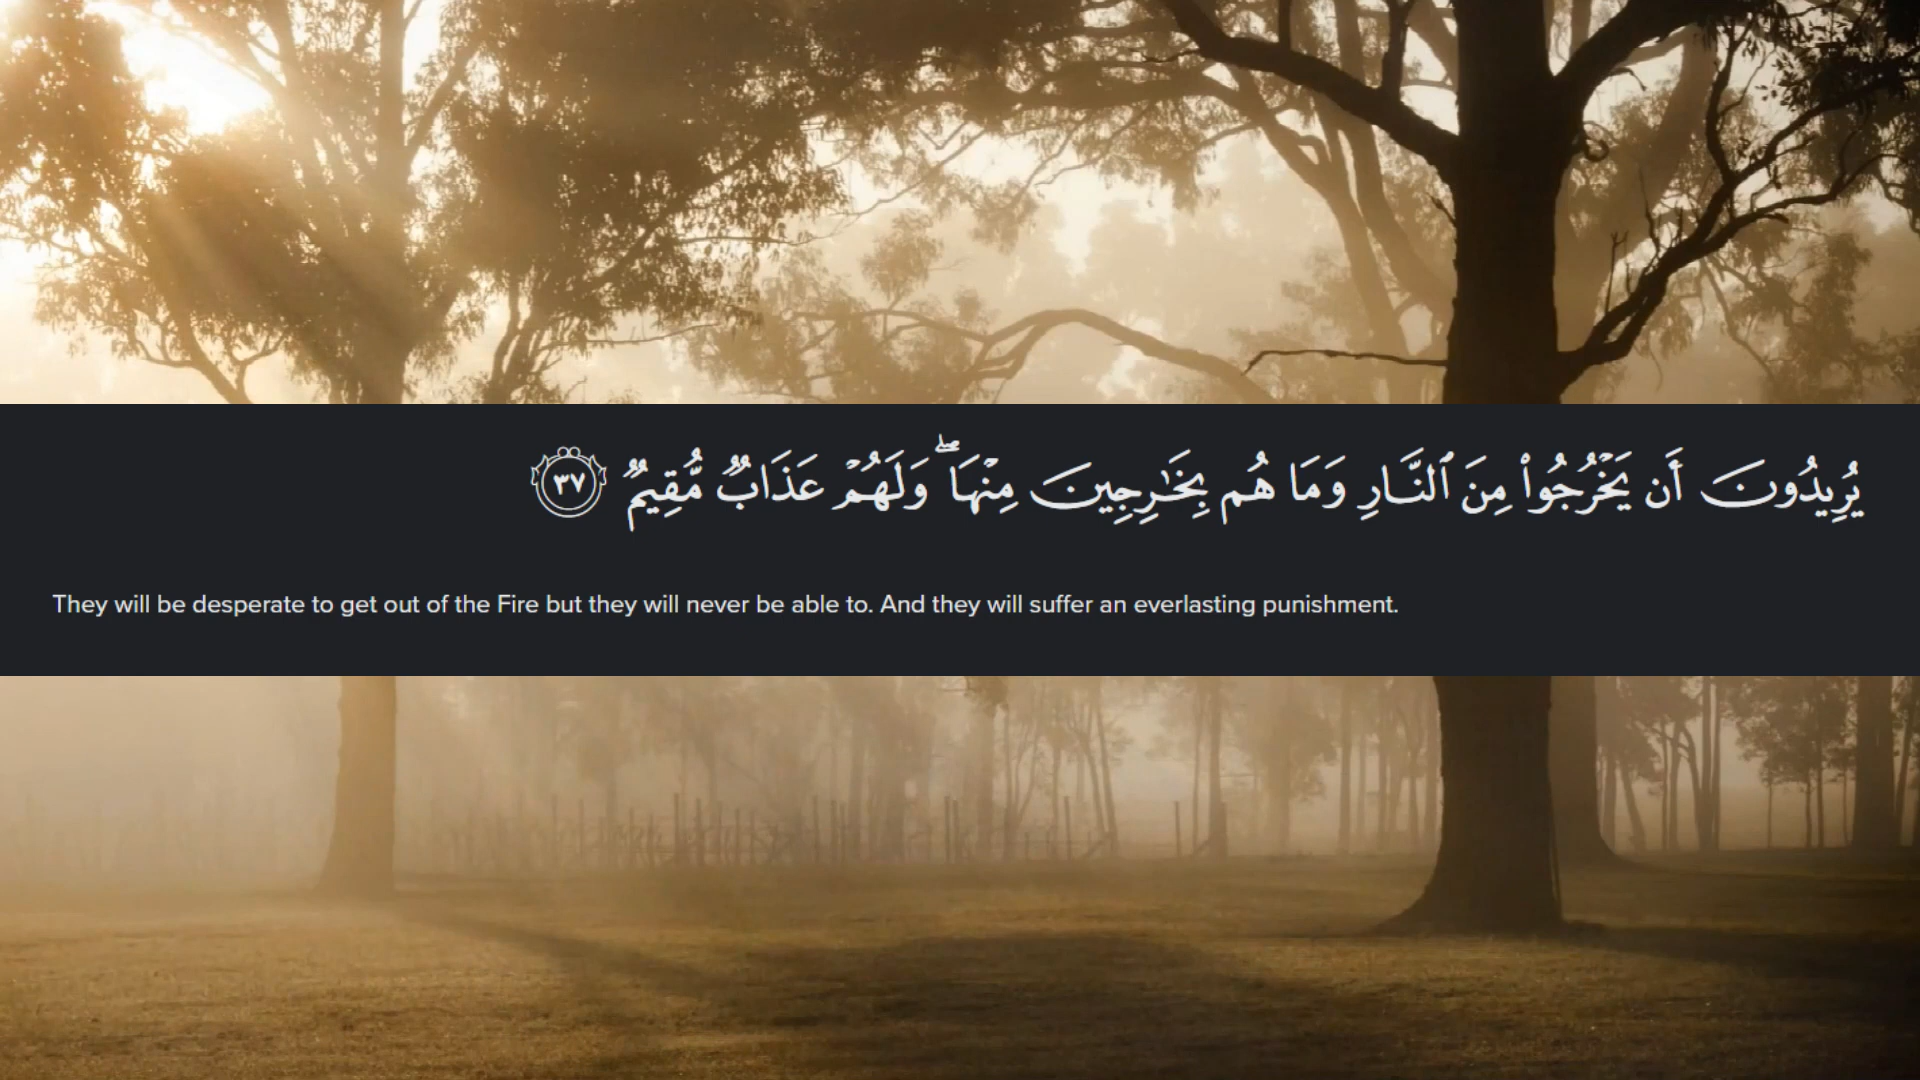 يُرِيدُونَ أَن يَخْرُجُوا۟ مِنَ ٱلنَّارِ وَمَا هُم بِخَـٰرِجِينَ مِنْهَا ۖ وَلَهُمْ عَذَابٌ مُّقِيمٌ ٣٧
They will be desperate to get out of the Fire but they will never be able to. And they will suffer an everlasting punishment.